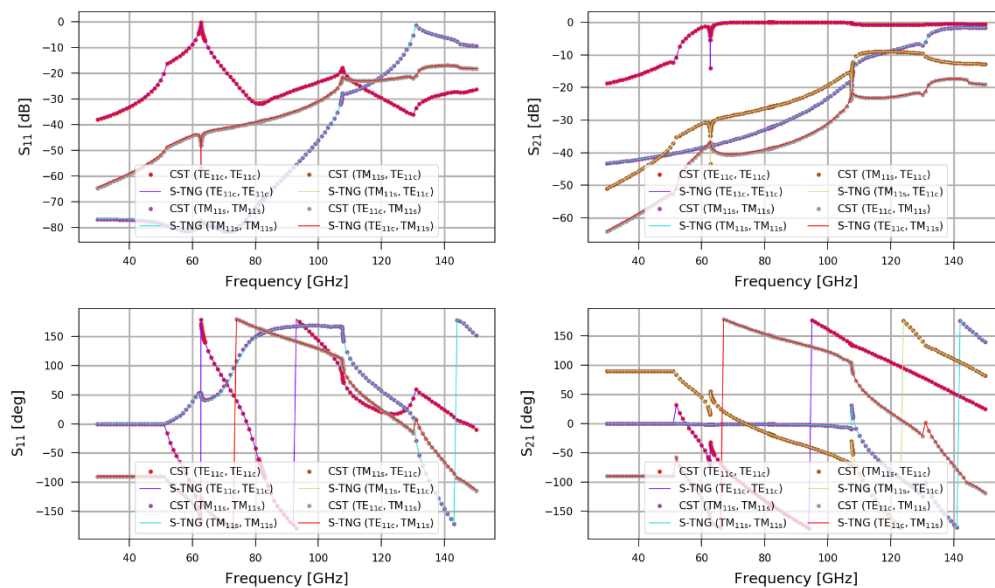 0
−10
−20
−30
−40
−50
−60
−70
−80
S₁₁ [dB]
CST (TE₁₁c, TE₁₁c)
S-TNG (TE₁₁c, TE₁₁c)
CST (TM₁₁s, TM₁₁s)
S-TNG (TM₁₁s, TM₁₁s)
CST (TM₁₁s, TE₁₁c)
S-TNG (TM₁₁s, TE₁₁c)
CST (TE₁₁c, TM₁₁s)
S-TNG (TE₁₁c, TM₁₁s)
40 60 80 100 120 140
Frequency [GHz]
0
−10
−20
−30
−40
−50
−60
S₂₁ [dB]
CST (TE₁₁c, TE₁₁c)
S-TNG (TE₁₁c, TE₁₁c)
CST (TM₁₁s, TM₁₁s)
S-TNG (TM₁₁s, TM₁₁s)
CST (TM₁₁s, TE₁₁c)
S-TNG (TM₁₁s, TE₁₁c)
CST (TE₁₁c, TM₁₁s)
S-TNG (TE₁₁c, TM₁₁s)
40 60 80 100 120 140
Frequency [GHz]
150
100
50
0
−50
−100
−150
S₁₁ [deg]
CST (TE₁₁c, TE₁₁c)
S-TNG (TE₁₁c, TE₁₁c)
CST (TM₁₁s, TM₁₁s)
S-TNG (TM₁₁s, TM₁₁s)
CST (TM₁₁s, TE₁₁c)
S-TNG (TM₁₁s, TE₁₁c)
CST (TE₁₁c, TM₁₁s)
S-TNG (TE₁₁c, TM₁₁s)
40 60 80 100 120 140
Frequency [GHz]
150
100
50
0
−50
−100
−150
S₂₁ [deg]
CST (TE₁₁c, TE₁₁c)
S-TNG (TE₁₁c, TE₁₁c)
CST (TM₁₁s, TM₁₁s)
S-TNG (TM₁₁s, TM₁₁s)
CST (TM₁₁s, TE₁₁c)
S-TNG (TM₁₁s, TE₁₁c)
CST (TE₁₁c, TM₁₁s)
S-TNG (TE₁₁c, TM₁₁s)
40 60 80 100 120 140
Frequency [GHz]